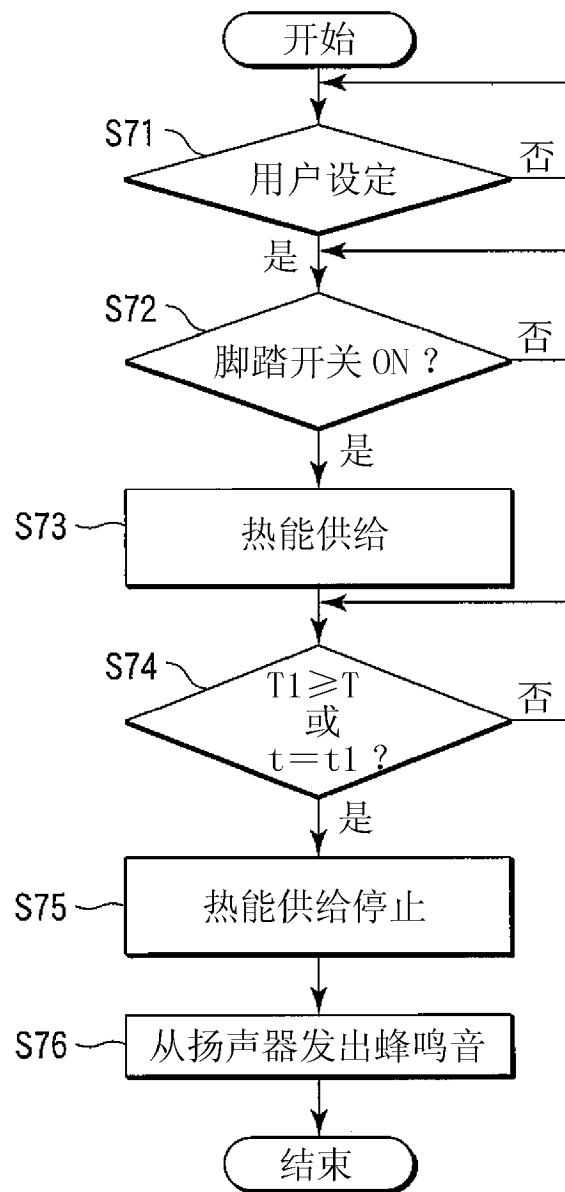 开始
S71
用户设定
否
是
S72
脚踏开关 ON ?
否
是
S73
热能供给
S74
T1≥T
或
t=t1 ?
否
是
S75
热能供给停止
S76
从扬声器发出蜂鸣音
结束